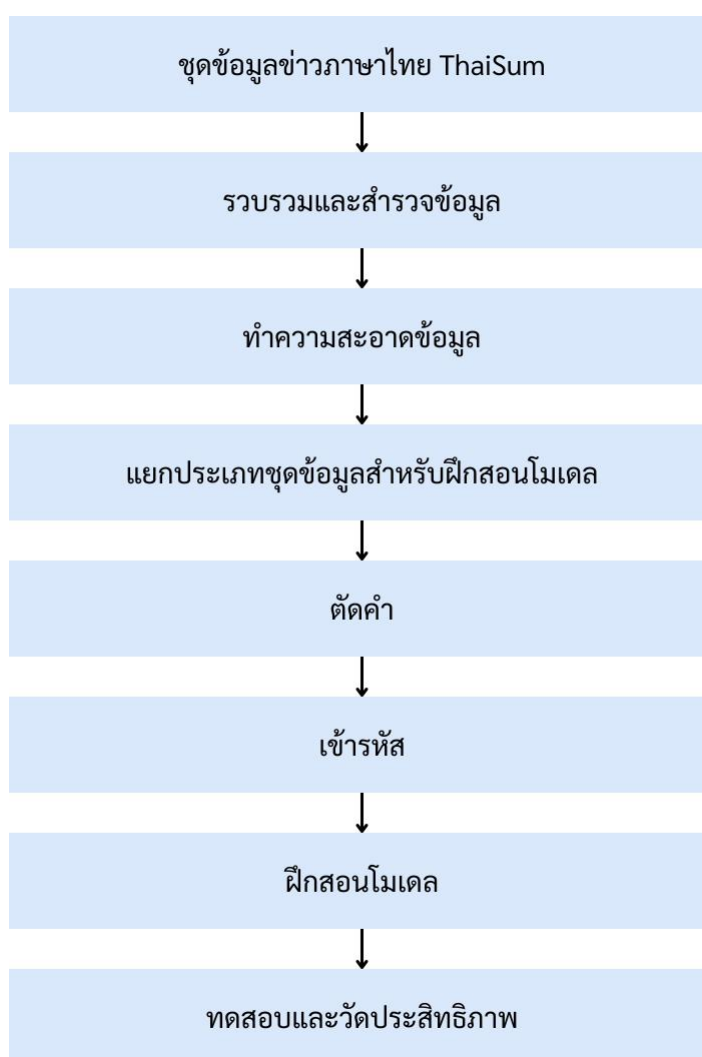 ชุดข้อมูลข่าวภาษาไทย ThaiSum
รวบรวมและสำรวจข้อมูล
ทำความสะอาดข้อมูล
แยกประเภทชุดข้อมูลสำหรับฝึกสอนโมเดล
ตัดคำ
เข้ารหัส
ฝึกสอนโมเดล
ทดสอบและวัดประสิทธิภาพ